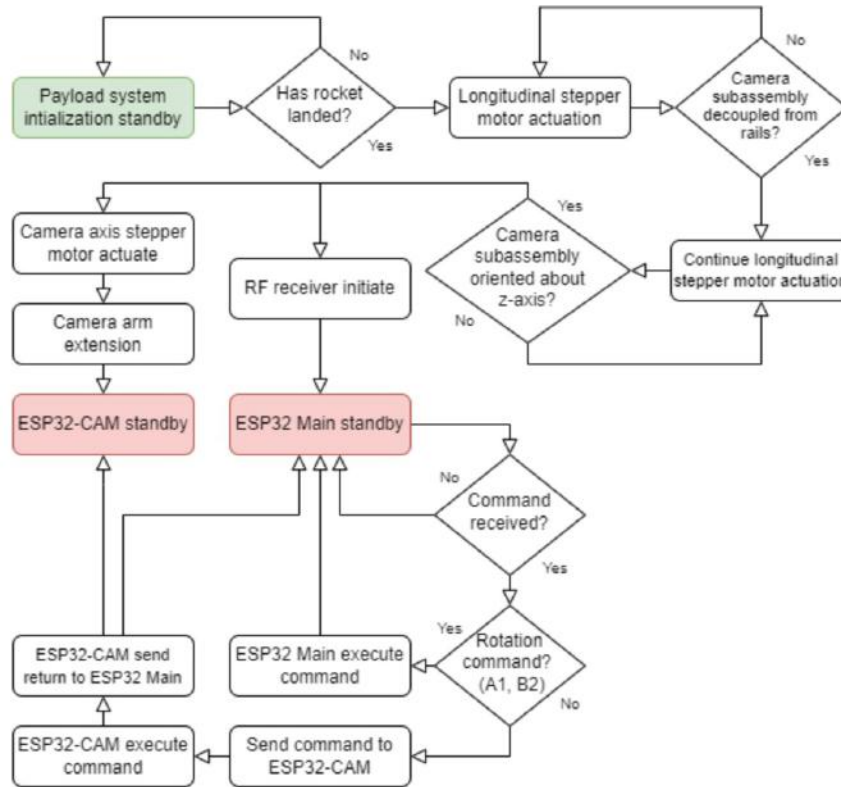 No
No
Payload system
intialization standby
Has rocket
landed?
Longitudinal stepper
motor actuation
Camera
subassembly
decoupled from
rails?
Yes
Yes
Yes
Camera axis stepper
motor actuate
RF receiver initiate
Camera
subassembly
oriented about
z-axis?
Continue longitudinal
stepper motor actuation
No
Camera arm
extension
ESP32-CAM standby
ESP32 Main standby
No
Command
received?
Yes
Yes
Rotation
command?
(A1, B2)
No
ESP32-CAM send
return to ESP32 Main
ESP32 Main execute
command
ESP32-CAM execute
command
Send command to
ESP32-CAM